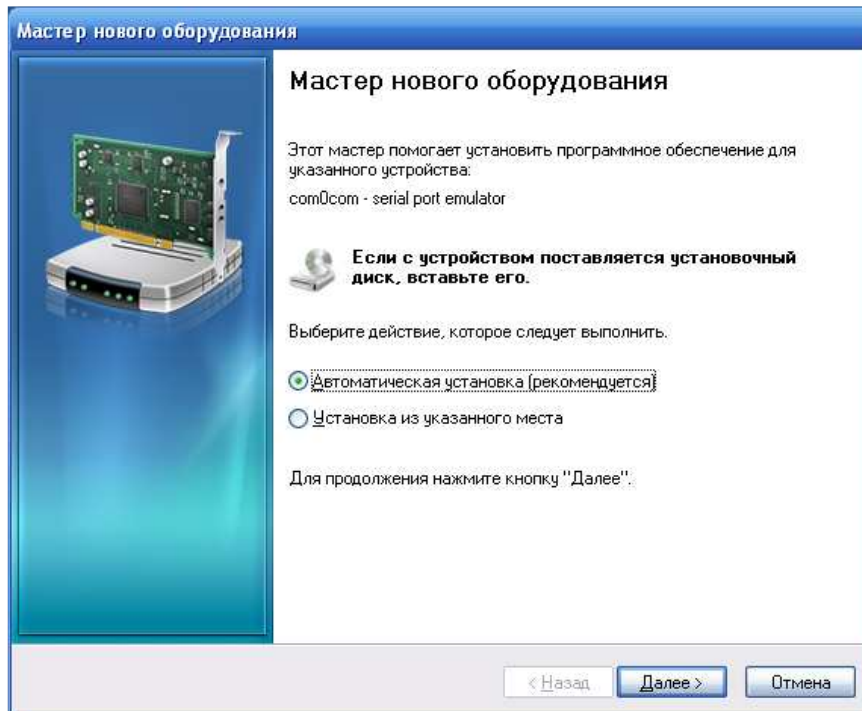 Мастер нового оборудования
Мастер нового оборудования
Этот мастер помогает установить программное обеспечение для
указанного устройства:
com0com - serial port emulator
Если с устройством поставляется установочный
диск, вставьте его.
Выберите действие, которое следует выполнить.
Автоматическая установка (рекомендуется)
Установка из указанного места
Для продолжения нажмите кнопку "Далее".
< Назад
Далее >
Отмена